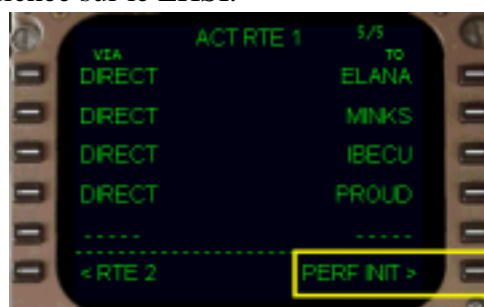 ACT RTE 1 5/5
VIA TO
DIRECT ELANA
DIRECT MINKS
DIRECT IBECU
DIRECT PROUD
----- -----
< RTE 2 PERF INIT >